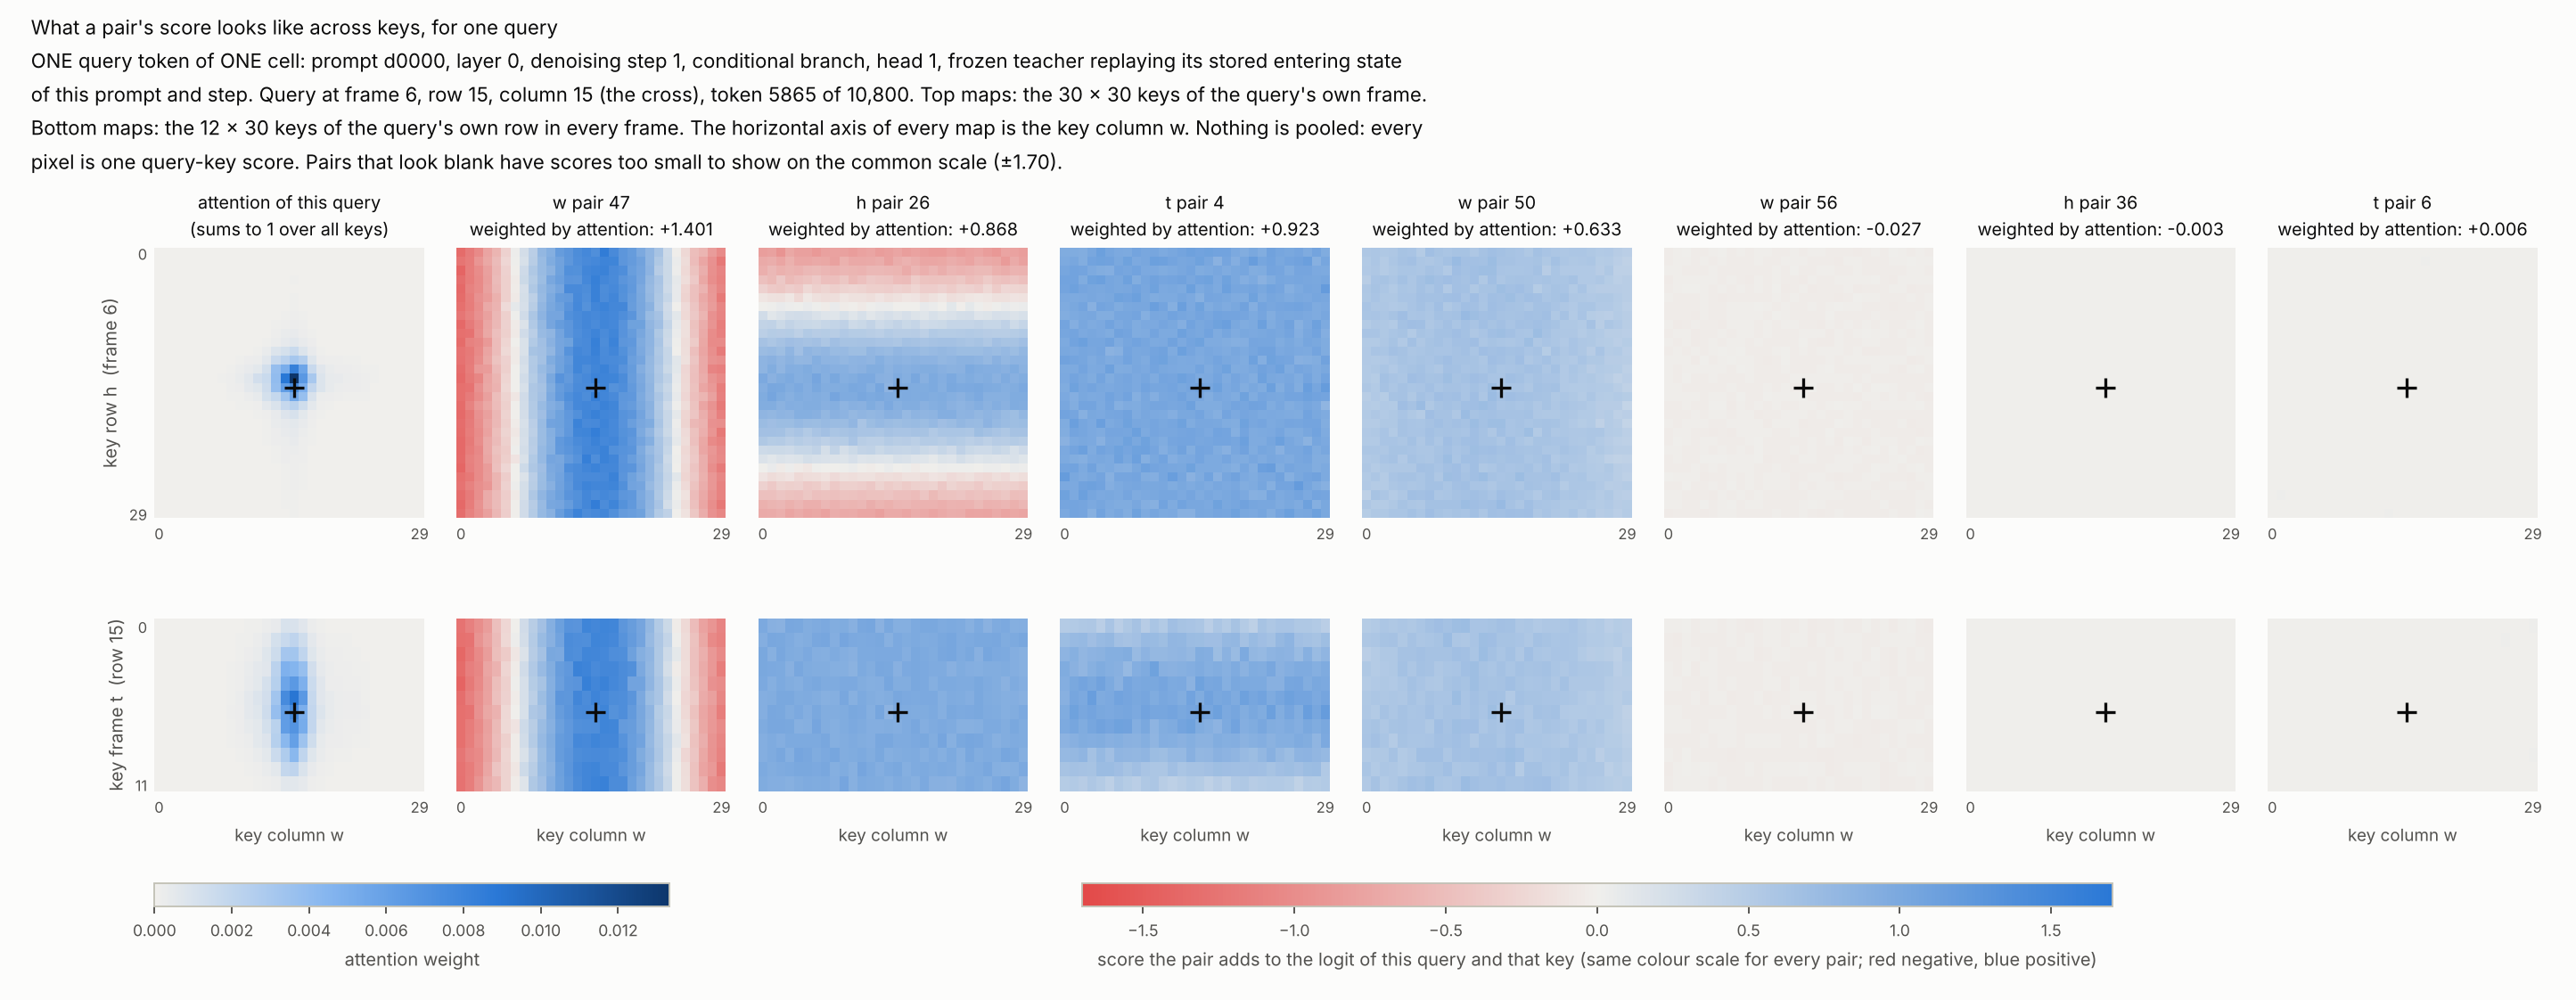 What a pair's score looks like across keys, for one query
ONE query token of ONE cell: prompt d0000, layer 0, denoising step 1, conditional branch, head 1, frozen teacher replaying its stored entering state
of this prompt and step. Query at frame 6, row 15, column 15 (the cross), token 5865 of 10,800. Top maps: the 30 × 30 keys of the query's own frame.
Bottom maps: the 12 × 30 keys of the query's own row in every frame. The horizontal axis of every map is the key column w. Nothing is pooled: every
pixel is one query-key score. Pairs that look blank have scores too small to show on the common scale (±1.70).
attention of this query
(sums to 1 over all keys)
w pair 47
weighted by attention: +1.401
h pair 26
weighted by attention: +0.868
t pair 4
weighted by attention: +0.923
w pair 50
weighted by attention: +0.633
w pair 56
weighted by attention: -0.027
h pair 36
weighted by attention: -0.003
t pair 6
weighted by attention: +0.006
key row h (frame 6)
0
29
0 29 0 29 0 29 0 29 0 29 0 29 0 29 0 29
key frame t (row 15)
0
11
0 29 0 29 0 29 0 29 0 29 0 29 0 29 0 29
key column w key column w key column w key column w key column w key column w key column w key column w
0.000 0.002 0.004 0.006 0.008 0.010 0.012
attention weight
−1.5 −1.0 −0.5 0.0 0.5 1.0 1.5
score the pair adds to the logit of this query and that key (same colour scale for every pair; red negative, blue positive)